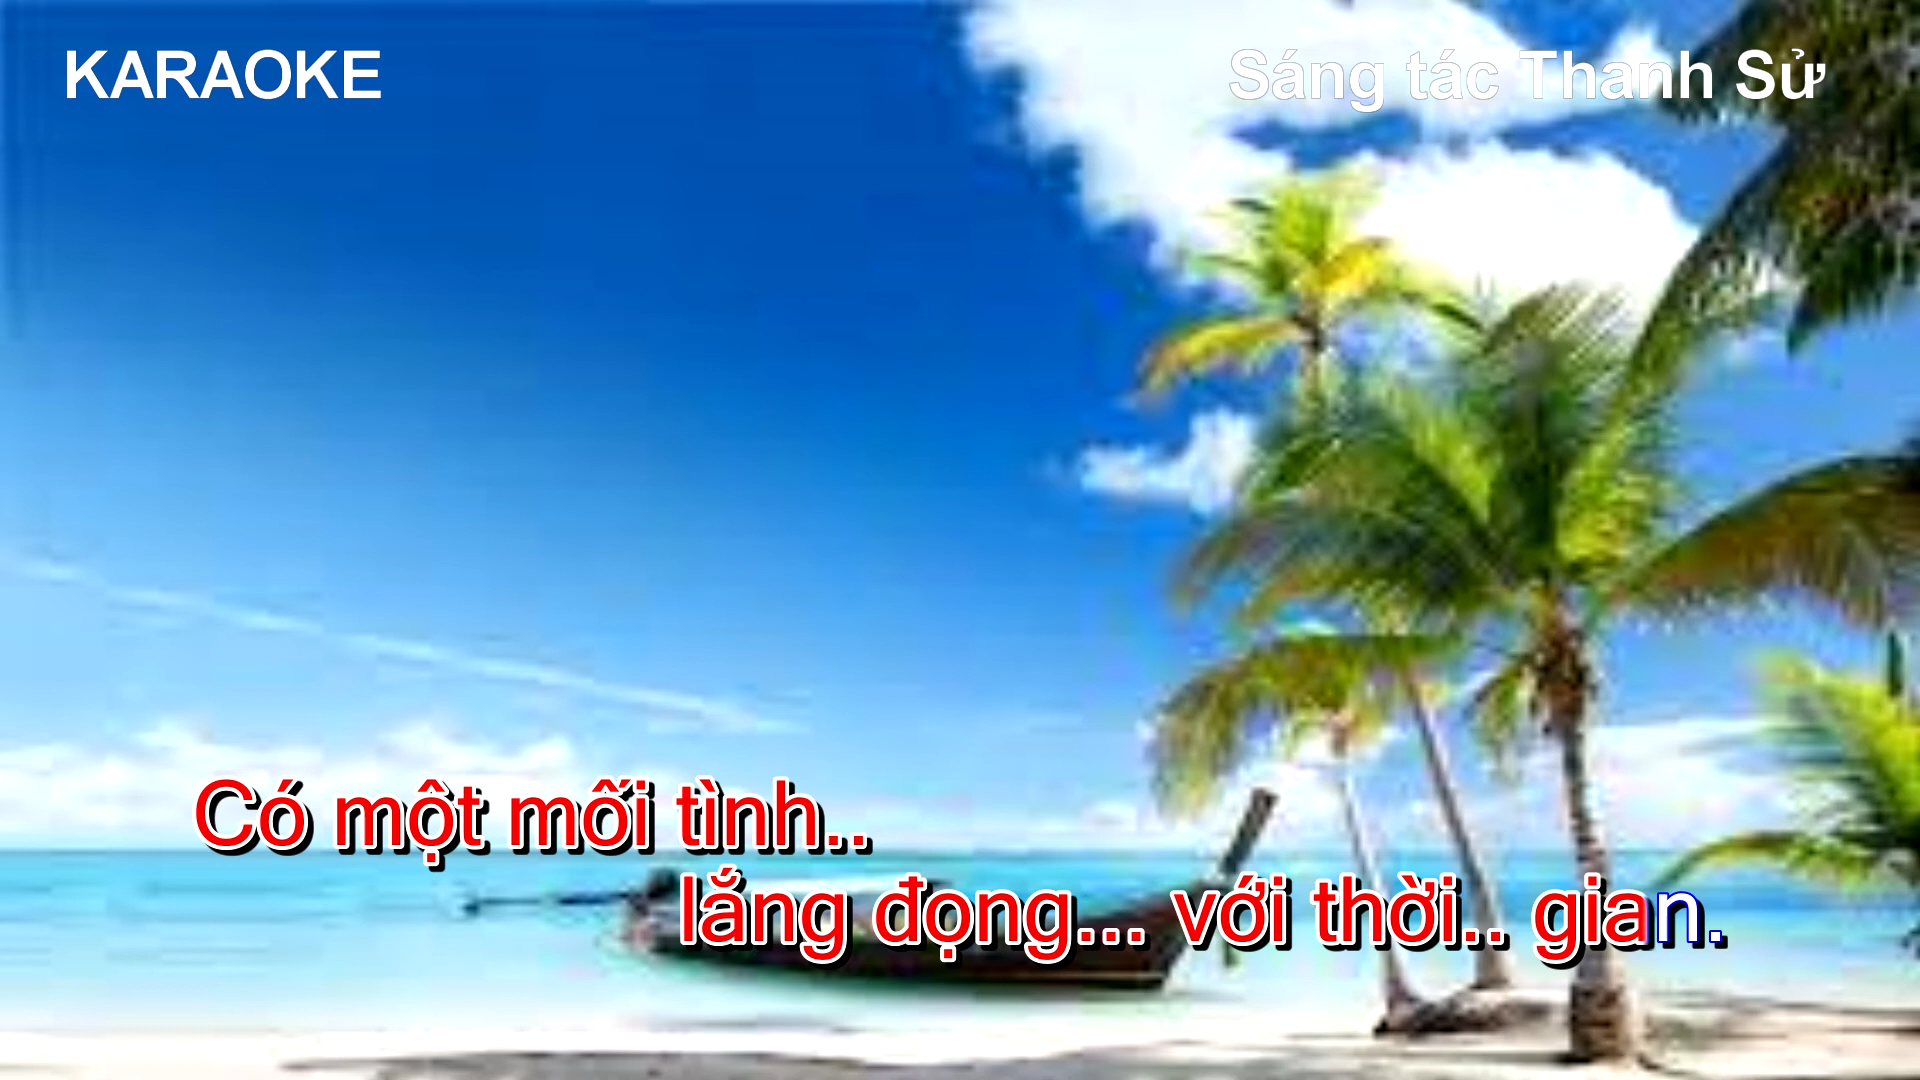 KARAOKE
Sáng tác Thanh Sử
Có một mối tình..
lắng đọng... với thời.. gian.